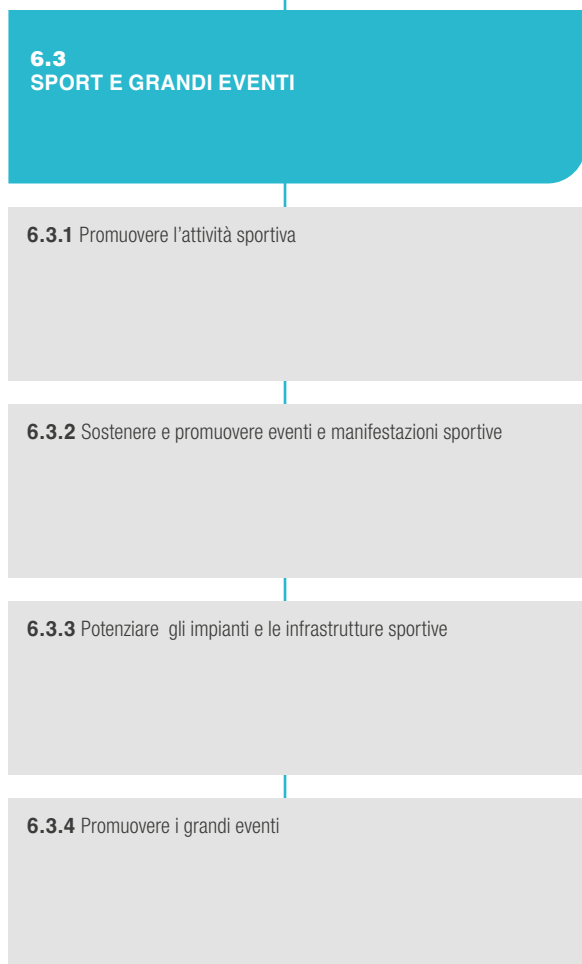 6.3
SPORT E GRANDI EVENTI
6.3.1 Promuovere l'attività sportiva
6.3.2 Sostenere e promuovere eventi e manifestazioni sportive
6.3.3 Potenziare  gli impianti e le infrastrutture sportive
6.3.4 Promuovere i grandi eventi